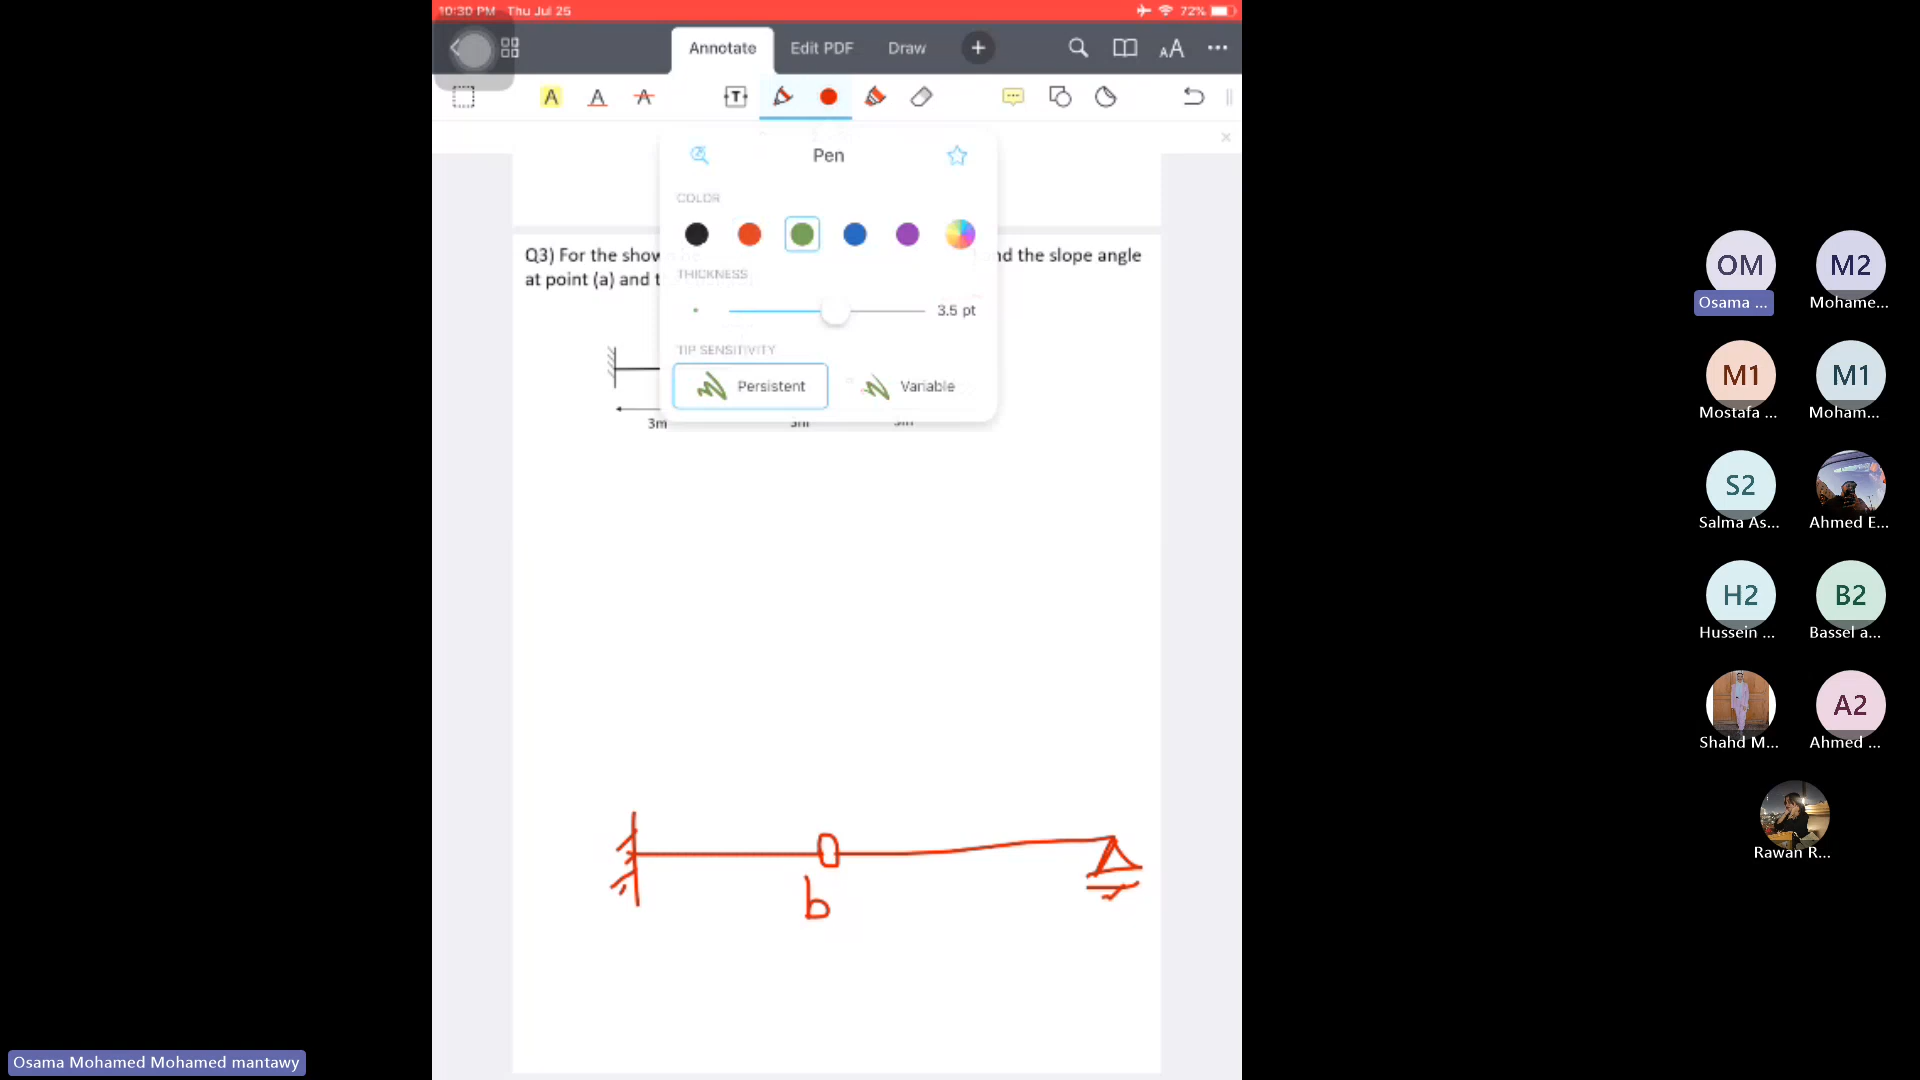 10:30 PM Thu Jul 25
72%
Annotate
Edit PDF
Draw
Pen
COLOR
Q3) For the show
nd the slope angle
at point (a) and t
THICKNESS
3.5 pt
TIP SENSITIVITY
Persistent
Variable
3m
3m
3m
b
OM
Osama ...
M2
Mohame...
M1
Mostafa ...
M1
Moham...
S2
Salma As...
Ahmed E...
H2
Hussein ...
B2
Bassel a...
Shahd M...
A2
Ahmed ...
Rawan R...
Osama Mohamed Mohamed mantawy